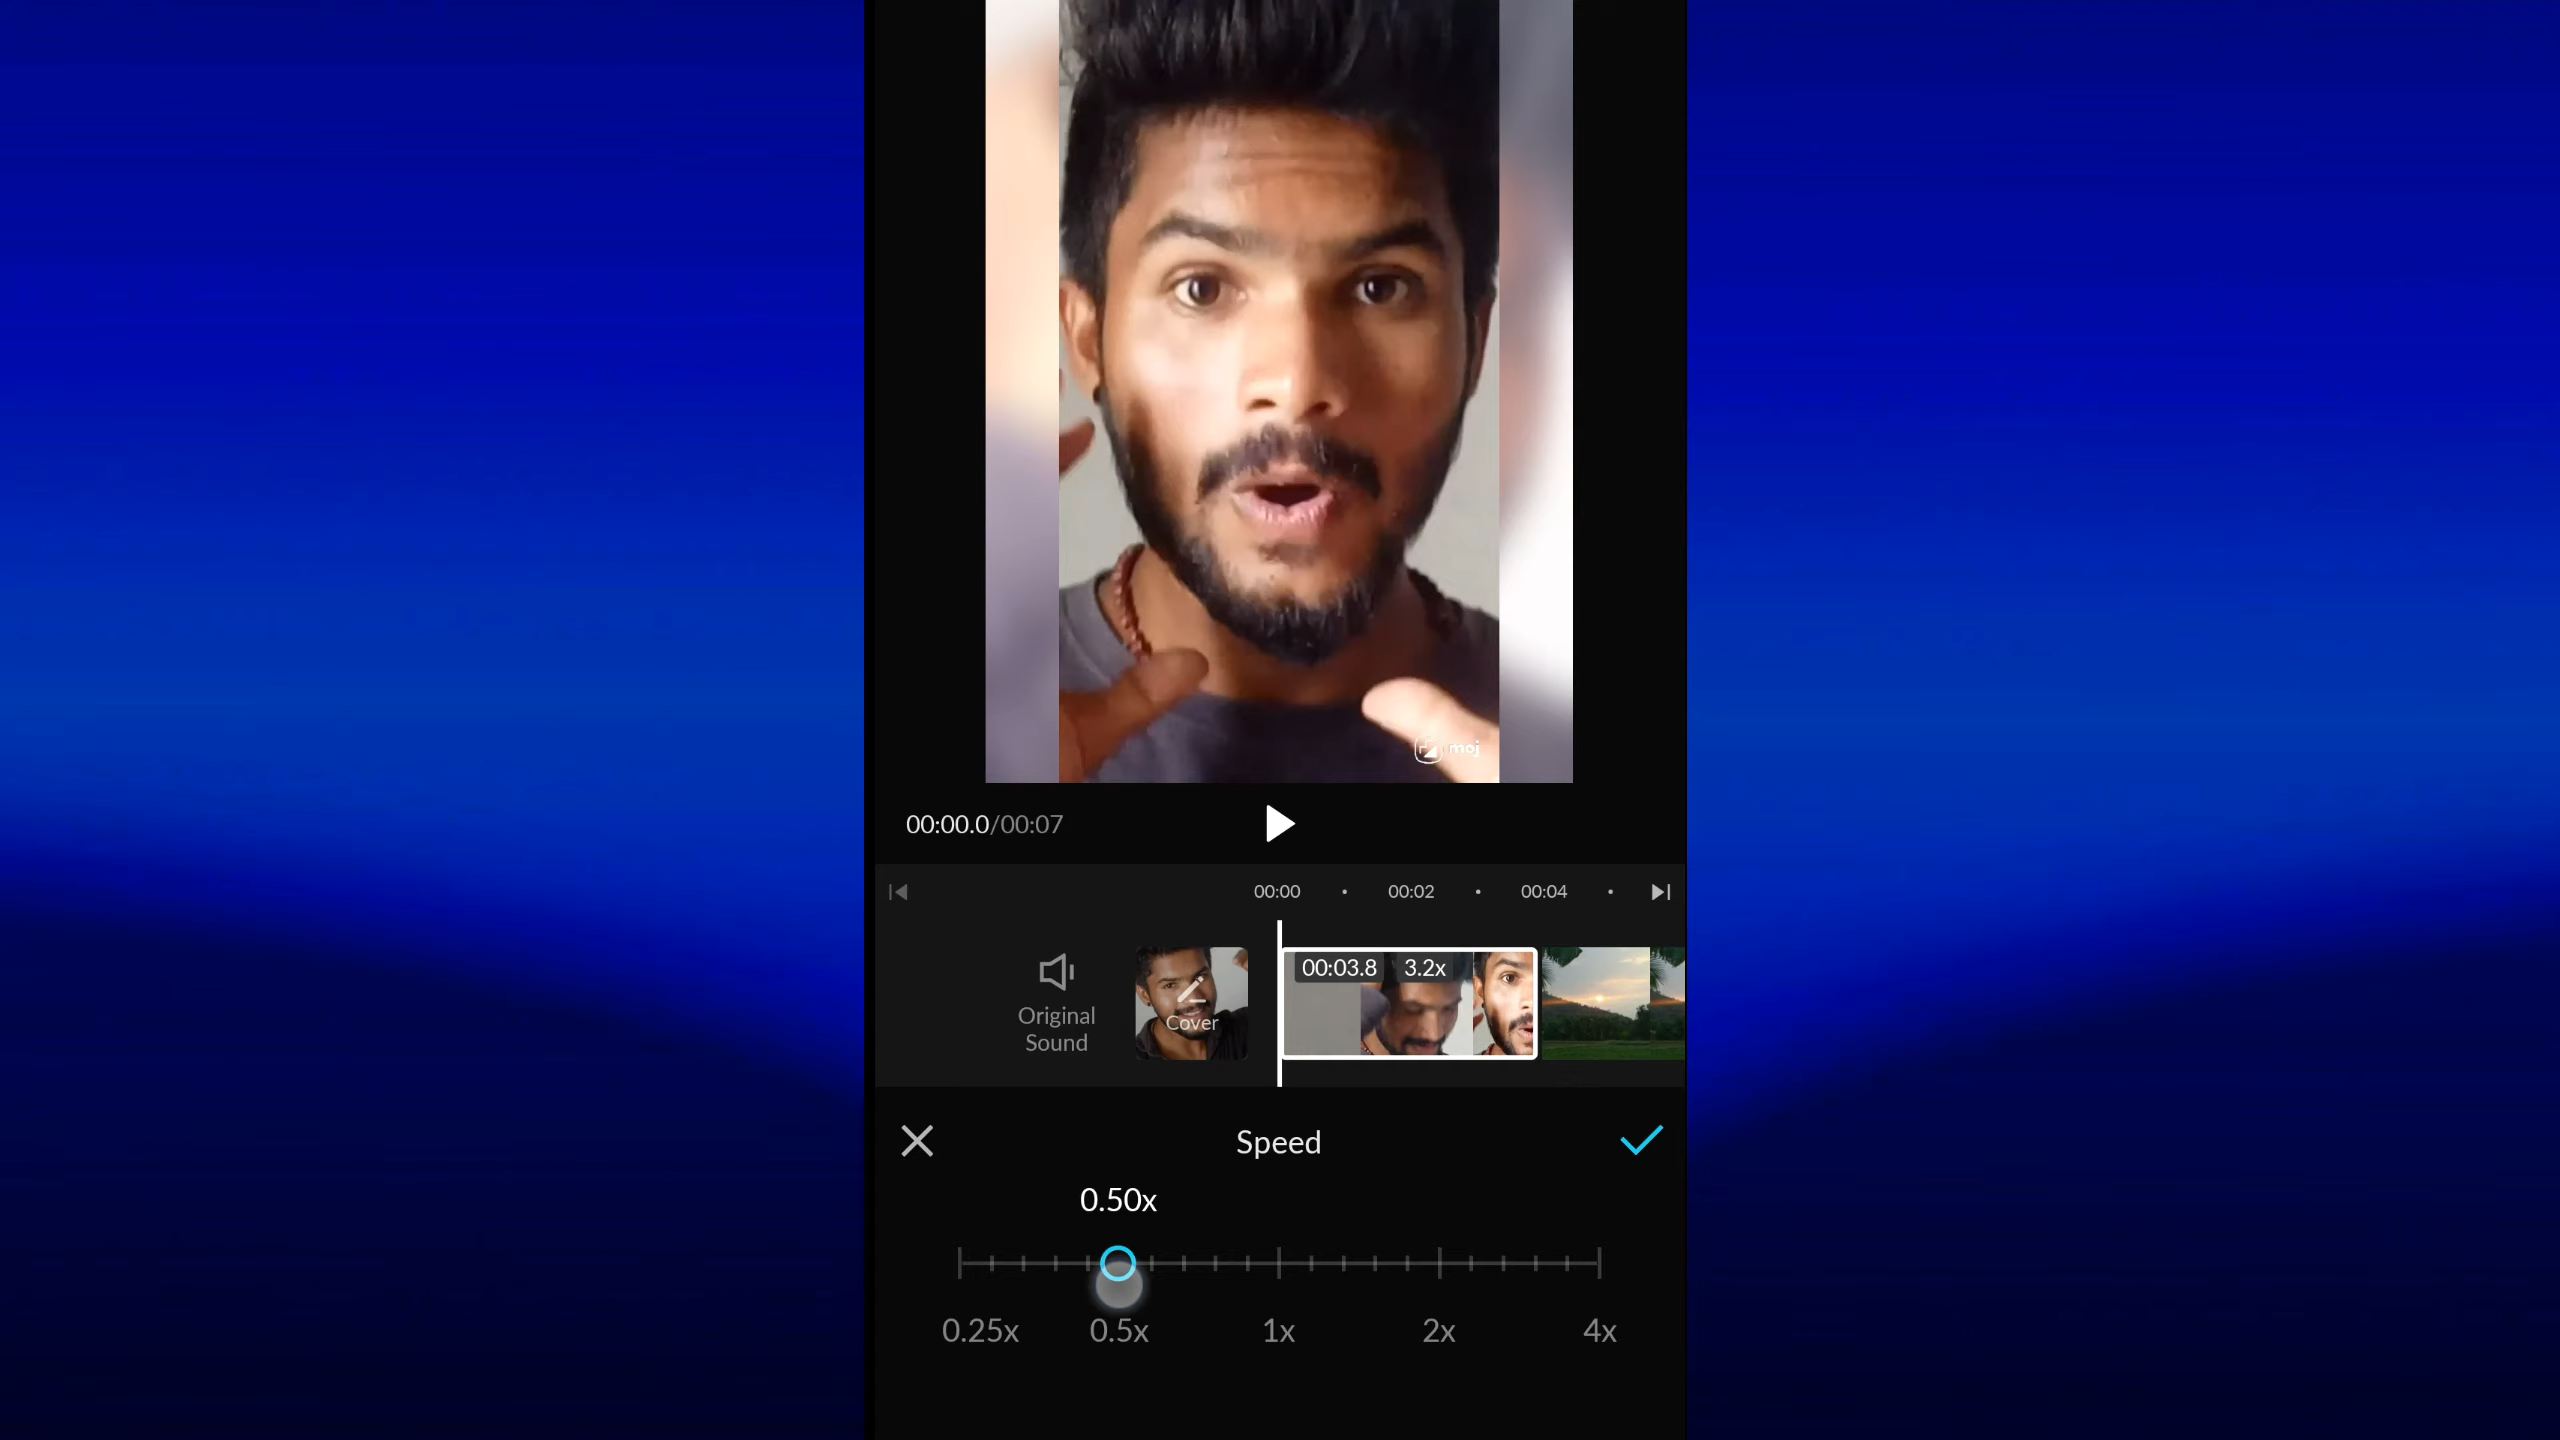 moj
00:00.0/00:07
00:00
00:02
00:04
00:03.8
3.2x
Original
Sound
Cover
Speed
0.50x
0.25x
0.5x
1x
2x
4x